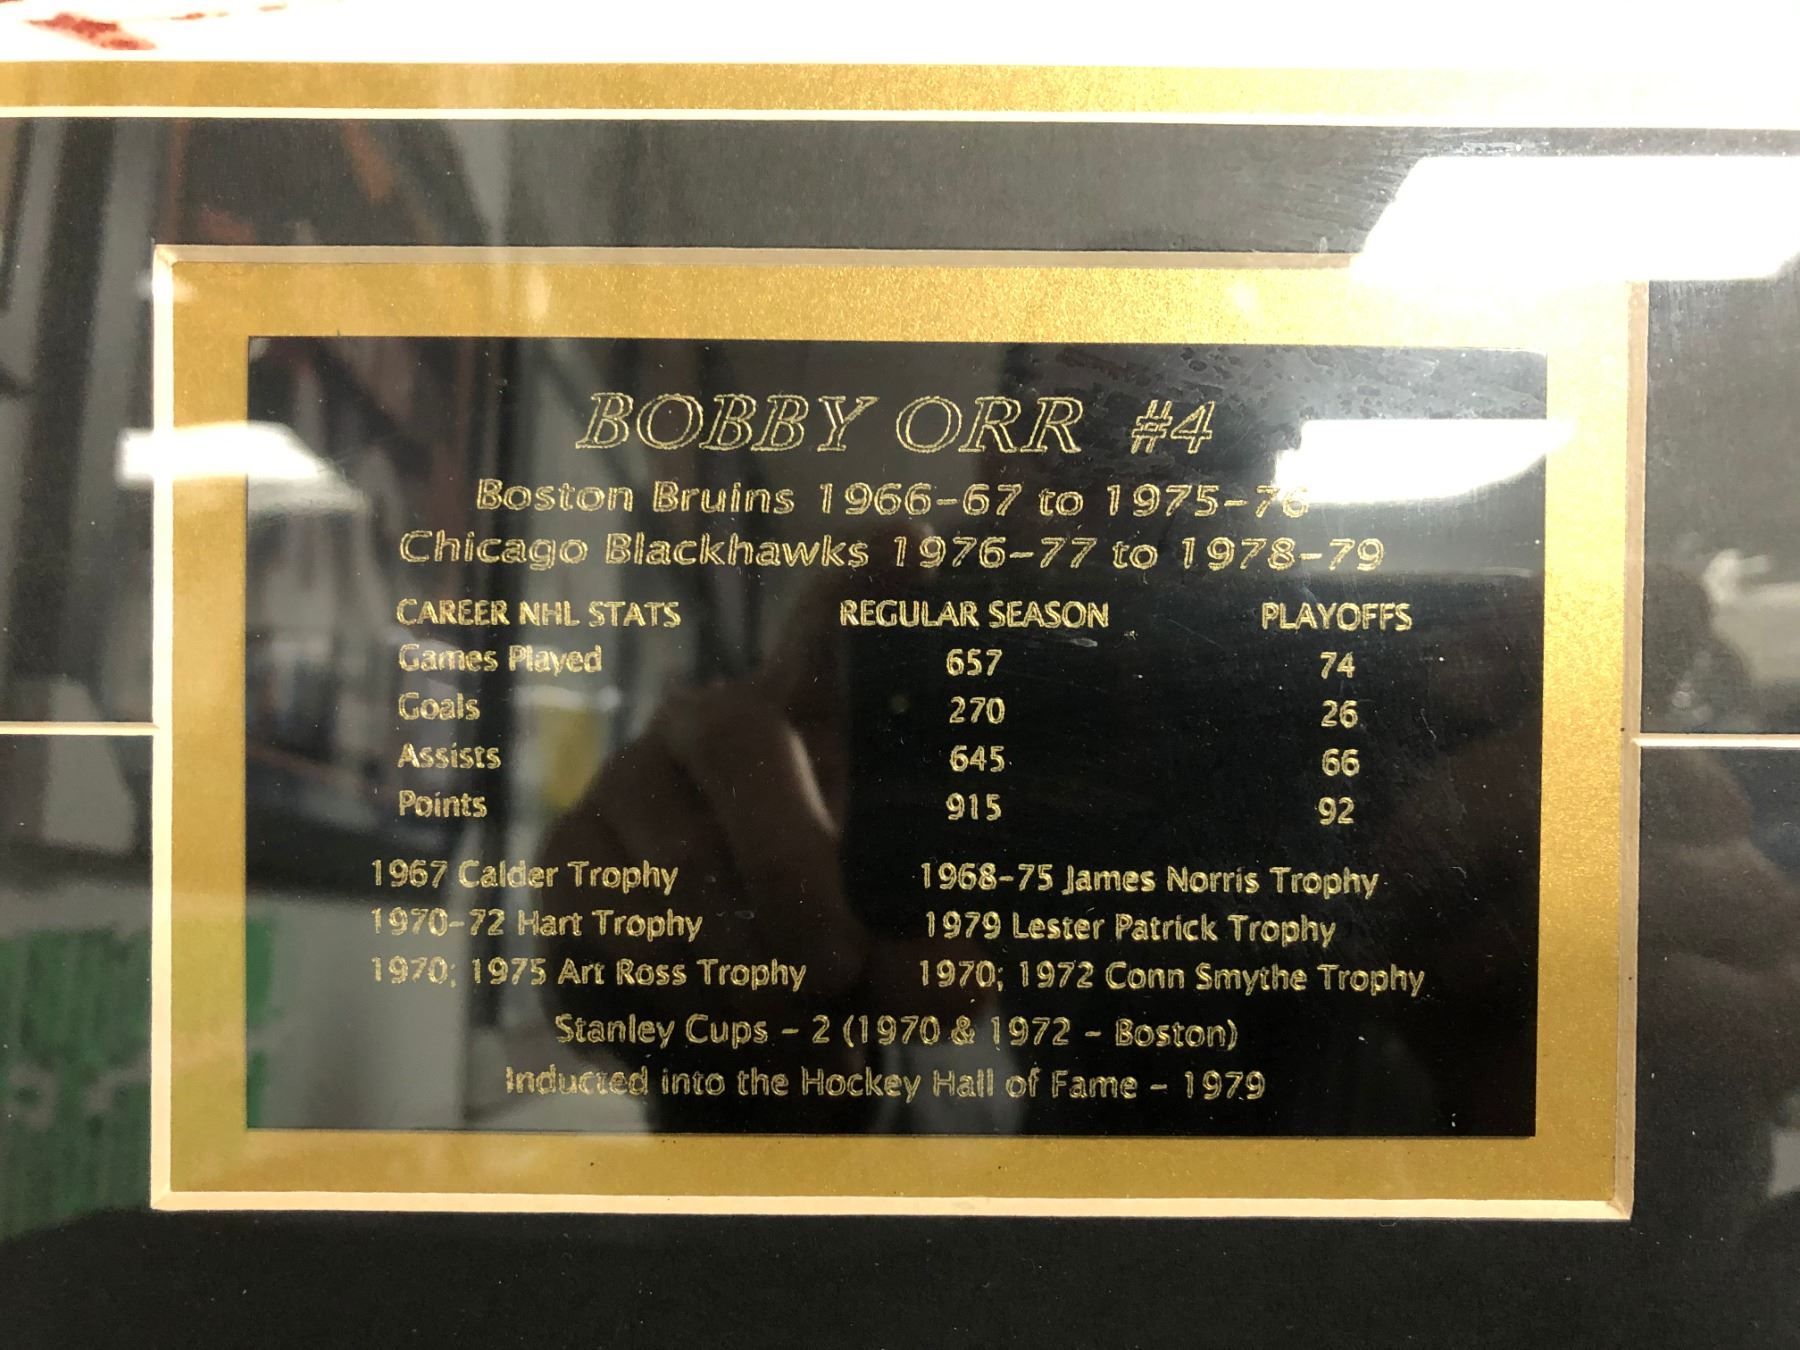 BOBBY ORR #4
Boston Bruins 1966-67 to 1975-76
Chicago Blackhawks 1976-77 to 1978-79
CAREER NHL STATS REGULAR SEASON PLAYOFFS
Games Played 657 74
Goals 270 26
Assists 645 66
Points 915 92
1967 Calder Trophy 1968-75 James Norris Trophy
1970-72 Hart Trophy 1979 Lester Patrick Trophy
1970; 1975 Art Ross Trophy 1970; 1972 Conn Smythe Trophy
Stanley Cups - 2 (1970 & 1972 - Boston)
Inducted into the Hockey Hall of Fame - 1979